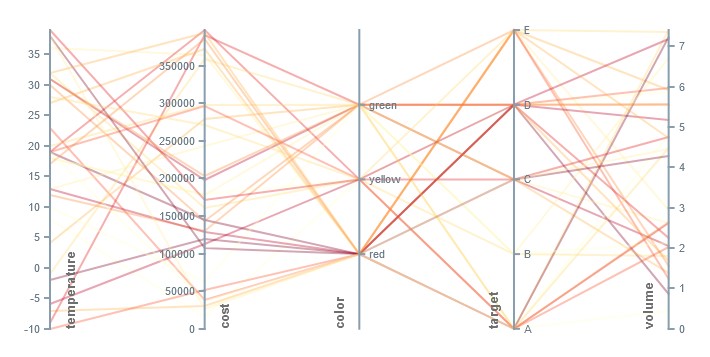 35
30
25
20
15
10
5
0
-5
-10
temperature
350000
300000
250000
200000
150000
100000
50000
0
cost
green
yellow
red
color
E
D
C
B
A
target
7
6
5
4
3
2
1
0
volume